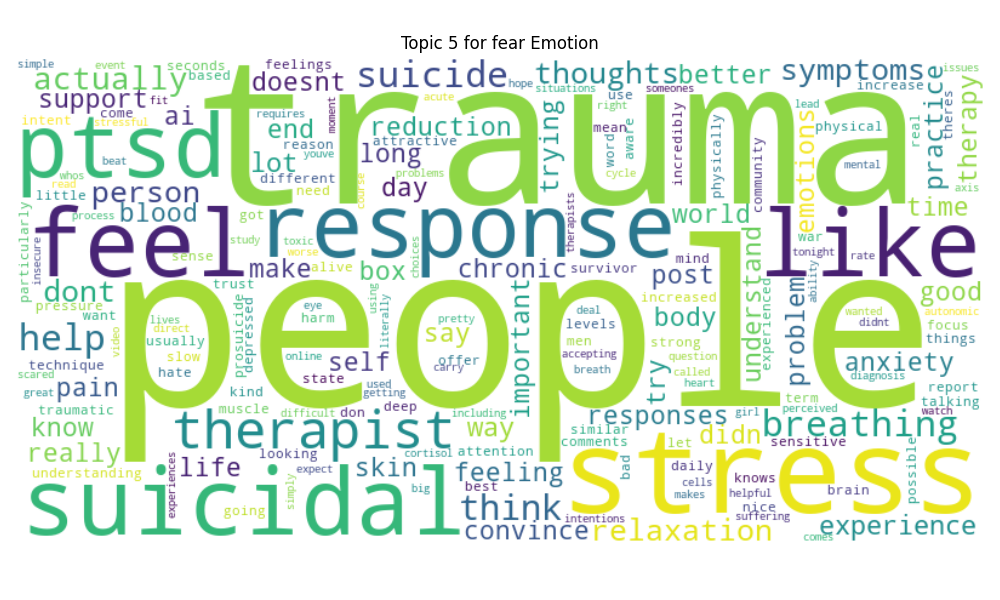 Topic 5 for fear Emotion
simple event seconds feelings suicide hope thoughts better someones symptoms issues
actually based doesnt situations increase
support fit trauma acute use right incredibly lead practice theres therapy
intent stressful come ai moment requires end reduction trying mean word aware physically community emotions physical real
ptsd beat reason youve attractive
whos lot long problems cycle mental axis
read different need course day
little person
particularly process blood got response therapists world time
insecure feel study toxic choices understand war like
sense worse tonight rate
make alive box chronic survivor mind post ability
dont trust using increased experienced problem good
pressure want prosuicide depressed eye literally people important deal body wanted autonomic
video lives direct harm pretty levels strong didnt focus
help usually online say men question things
technique slow self offer accepting called anxiety
scared hate state carry breath try heart diagnosis
great pain kind used getting term report
traumatic muscle difficult don deep including responses girl perceived watch talking
know therapist way similar let didn breathing
really looking cortisol attention comments bad sensitive possible
understanding experiences life expect skin feeling stress daily knows brain
simply big best cells
suicidal going think makes helpful nice
intentions suffering
convince relaxation experience
comes